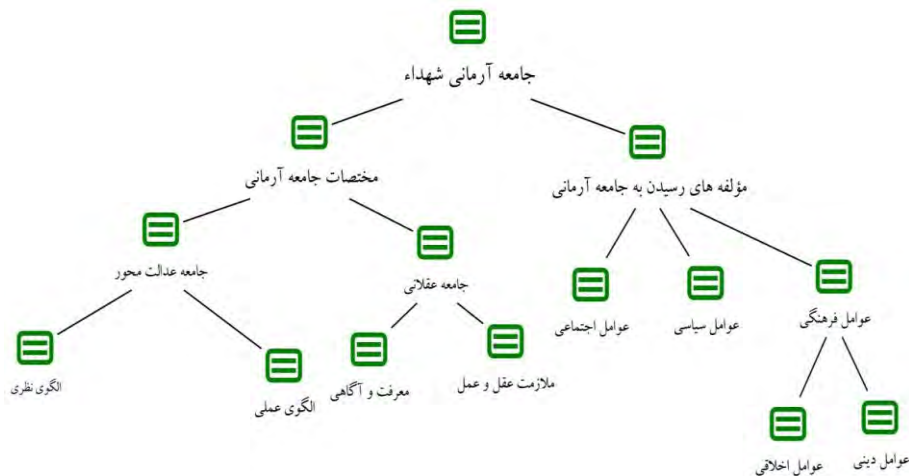 جامعه آرمانی شهداء
مؤلفه های رسیدن به جامعه آرمانی
مختصات جامعه آرمانی
عوامل فرهنگی
عوامل سیاسی
عوامل اجتماعی
جامعه عقلانی
جامعه عدالت محور
عوامل دینی
عوامل اخلاقی
ملازمت عقل و عمل
معرفت و آگاهی
الگوی عملی
الگوی نظری